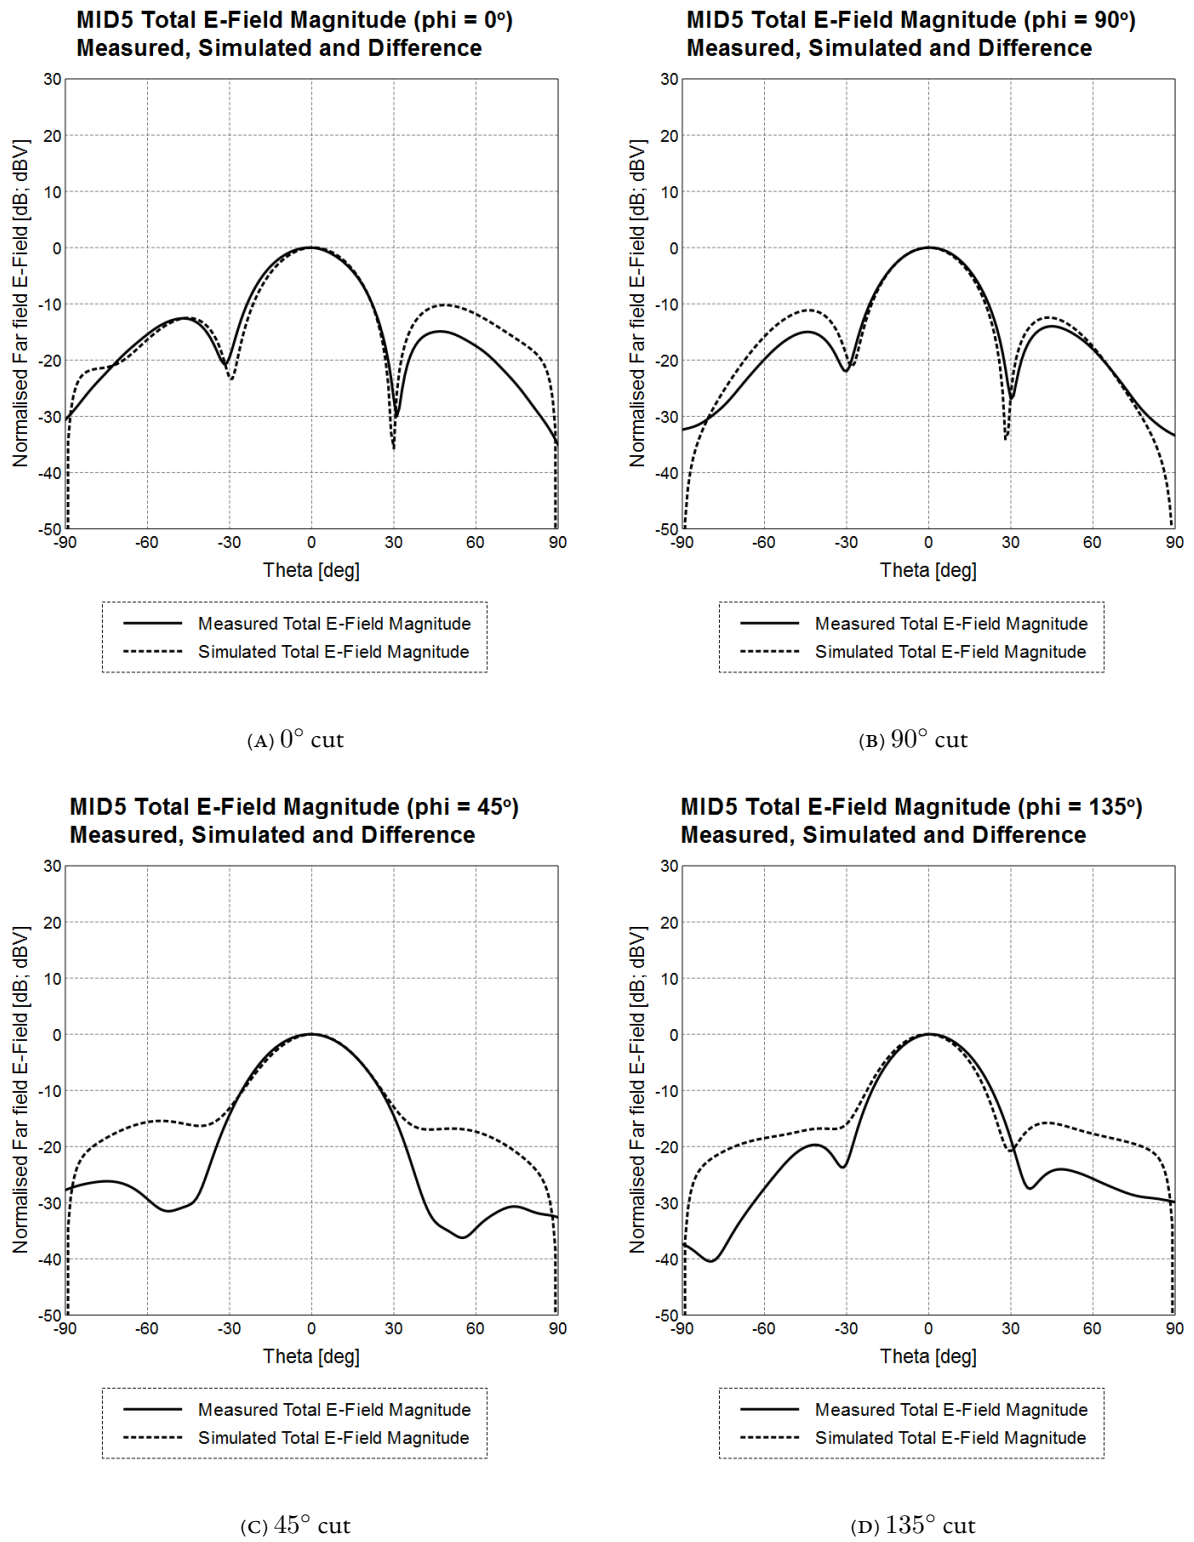 MID5 Total E-Field Magnitude (phi = 0º)
Measured, Simulated and Difference
30
20
10
0
-10
-20
-30
-40
-50
Normalised Far field E-Field [dB; dBV]
-90 -60 -30 0 30 60 90
Theta [deg]
Measured Total E-Field Magnitude
Simulated Total E-Field Magnitude
(A) 0° cut
MID5 Total E-Field Magnitude (phi = 90º)
Measured, Simulated and Difference
30
20
10
0
-10
-20
-30
-40
-50
Normalised Far field E-Field [dB; dBV]
-90 -60 -30 0 30 60 90
Theta [deg]
Measured Total E-Field Magnitude
Simulated Total E-Field Magnitude
(B) 90° cut
MID5 Total E-Field Magnitude (phi = 45º)
Measured, Simulated and Difference
30
20
10
0
-10
-20
-30
-40
-50
Normalised Far field E-Field [dB; dBV]
-90 -60 -30 0 30 60 90
Theta [deg]
Measured Total E-Field Magnitude
Simulated Total E-Field Magnitude
(C) 45° cut
MID5 Total E-Field Magnitude (phi = 135º)
Measured, Simulated and Difference
30
20
10
0
-10
-20
-30
-40
-50
Normalised Far field E-Field [dB; dBV]
-90 -60 -30 0 30 60 90
Theta [deg]
Measured Total E-Field Magnitude
Simulated Total E-Field Magnitude
(D) 135° cut